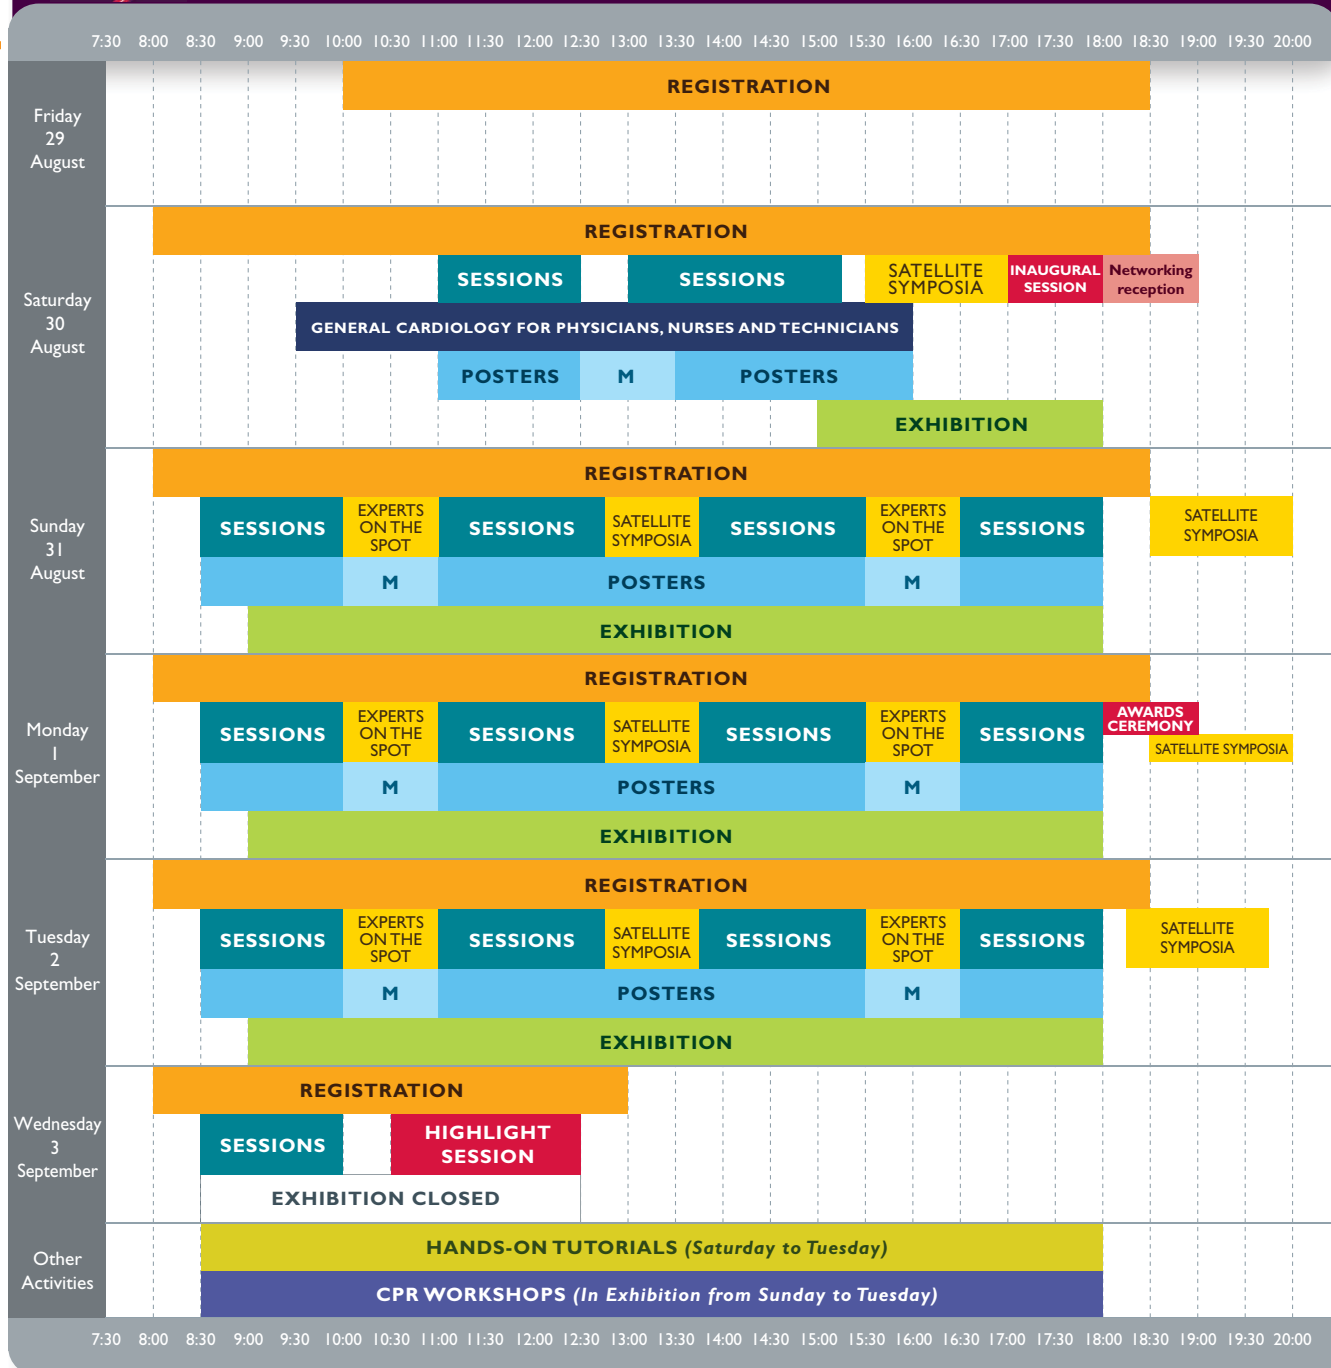 7:30 8:00 8:30 9:00 9:30 10:00 10:30 11:00 11:30 12:00 12:30 13:00 13:30 14:00 14:30 15:00 15:30 16:00 16:30 17:00 17:30 18:00 18:30 19:00 19:30 20:00
Friday
29
August
REGISTRATION
Saturday
30
August
REGISTRATION
SESSIONS
SESSIONS
SATELLITE
SYMPOSIA
INAUGURAL
SESSION
Networking
reception
GENERAL CARDIOLOGY FOR PHYSICIANS, NURSES AND TECHNICIANS
POSTERS
M
POSTERS
EXHIBITION
Sunday
31
August
REGISTRATION
SESSIONS
EXPERTS
ON THE
SPOT
SESSIONS
SATELLITE
SYMPOSIA
SESSIONS
EXPERTS
ON THE
SPOT
SESSIONS
SATELLITE
SYMPOSIA
M
POSTERS
M
EXHIBITION
Monday
1
September
REGISTRATION
SESSIONS
EXPERTS
ON THE
SPOT
SESSIONS
SATELLITE
SYMPOSIA
SESSIONS
EXPERTS
ON THE
SPOT
SESSIONS
AWARDS
CEREMONY
SATELLITE SYMPOSIA
M
POSTERS
M
EXHIBITION
Tuesday
2
September
REGISTRATION
SESSIONS
EXPERTS
ON THE
SPOT
SESSIONS
SATELLITE
SYMPOSIA
SESSIONS
EXPERTS
ON THE
SPOT
SESSIONS
SATELLITE
SYMPOSIA
M
POSTERS
M
EXHIBITION
Wednesday
3
September
REGISTRATION
SESSIONS
HIGHLIGHT
SESSION
EXHIBITION CLOSED
Other
Activities
HANDS-ON TUTORIALS (Saturday to Tuesday)
CPR WORKSHOPS (In Exhibition from Sunday to Tuesday)
7:30 8:00 8:30 9:00 9:30 10:00 10:30 11:00 11:30 12:00 12:30 13:00 13:30 14:00 14:30 15:00 15:30 16:00 16:30 17:00 17:30 18:00 18:30 19:00 19:30 20:00